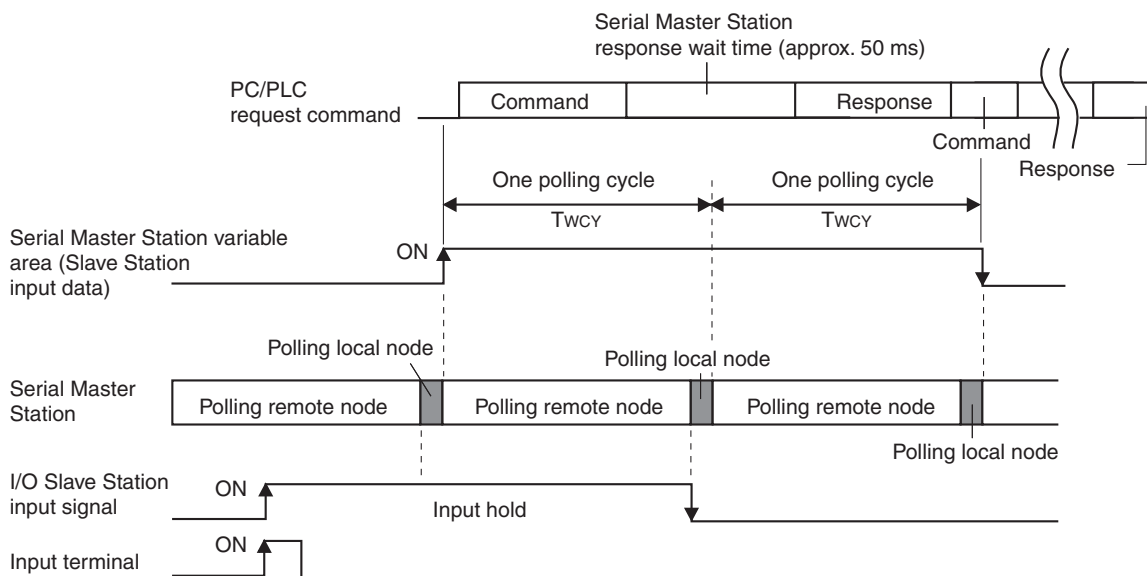 Serial Master Station
response wait time (approx. 50 ms)
PC/PLC
request command
Command
Response
Command
Response
One polling cycle
One polling cycle
TWCY
TWCY
Serial Master Station variable
area (Slave Station
input data)
ON
Polling local node
Polling local node
Serial Master
Station
Polling remote node
Polling remote node
Polling remote node
Polling local node
I/O Slave Station
input signal
ON
Input hold
Input terminal
ON